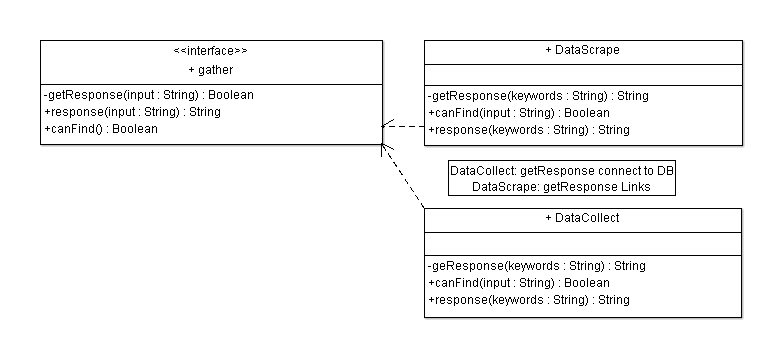 <<interface>>
+ gather
-getResponse(input : String) : Boolean
+response(input : String) : String
+canFind() : Boolean
+ DataScrape
-getResponse(keywords : String) : String
+canFind(input : String) : Boolean
+response(keywords : String) : String
DataCollect: getResponse connect to DB
DataScrape: getResponse Links
+ DataCollect
-geResponse(keywords : String) : String
+canFind(input : String) : Boolean
+response(keywords : String) : String